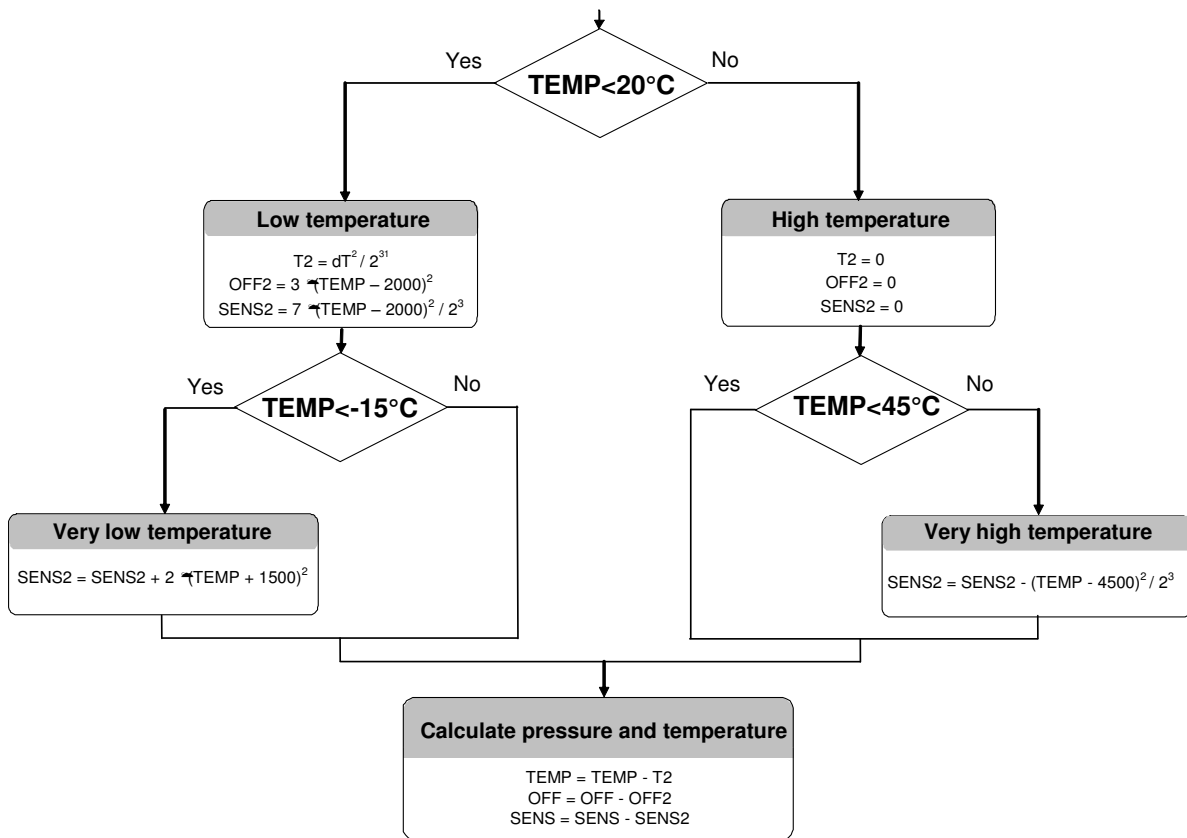 Yes
No
TEMP<20°C
Low temperature
T2 = dT² / 2³¹
OFF2 = 3 (TEMP – 2000)²
SENS2 = 7 (TEMP – 2000)² / 2³
High temperature
T2 = 0
OFF2 = 0
SENS2 = 0
Yes
No
TEMP<-15°C
Yes
No
TEMP<45°C
Very low temperature
SENS2 = SENS2 + 2 (TEMP + 1500)²
Very high temperature
SENS2 = SENS2 - (TEMP - 4500)² / 2³
Calculate pressure and temperature
TEMP = TEMP - T2
OFF = OFF - OFF2
SENS = SENS - SENS2